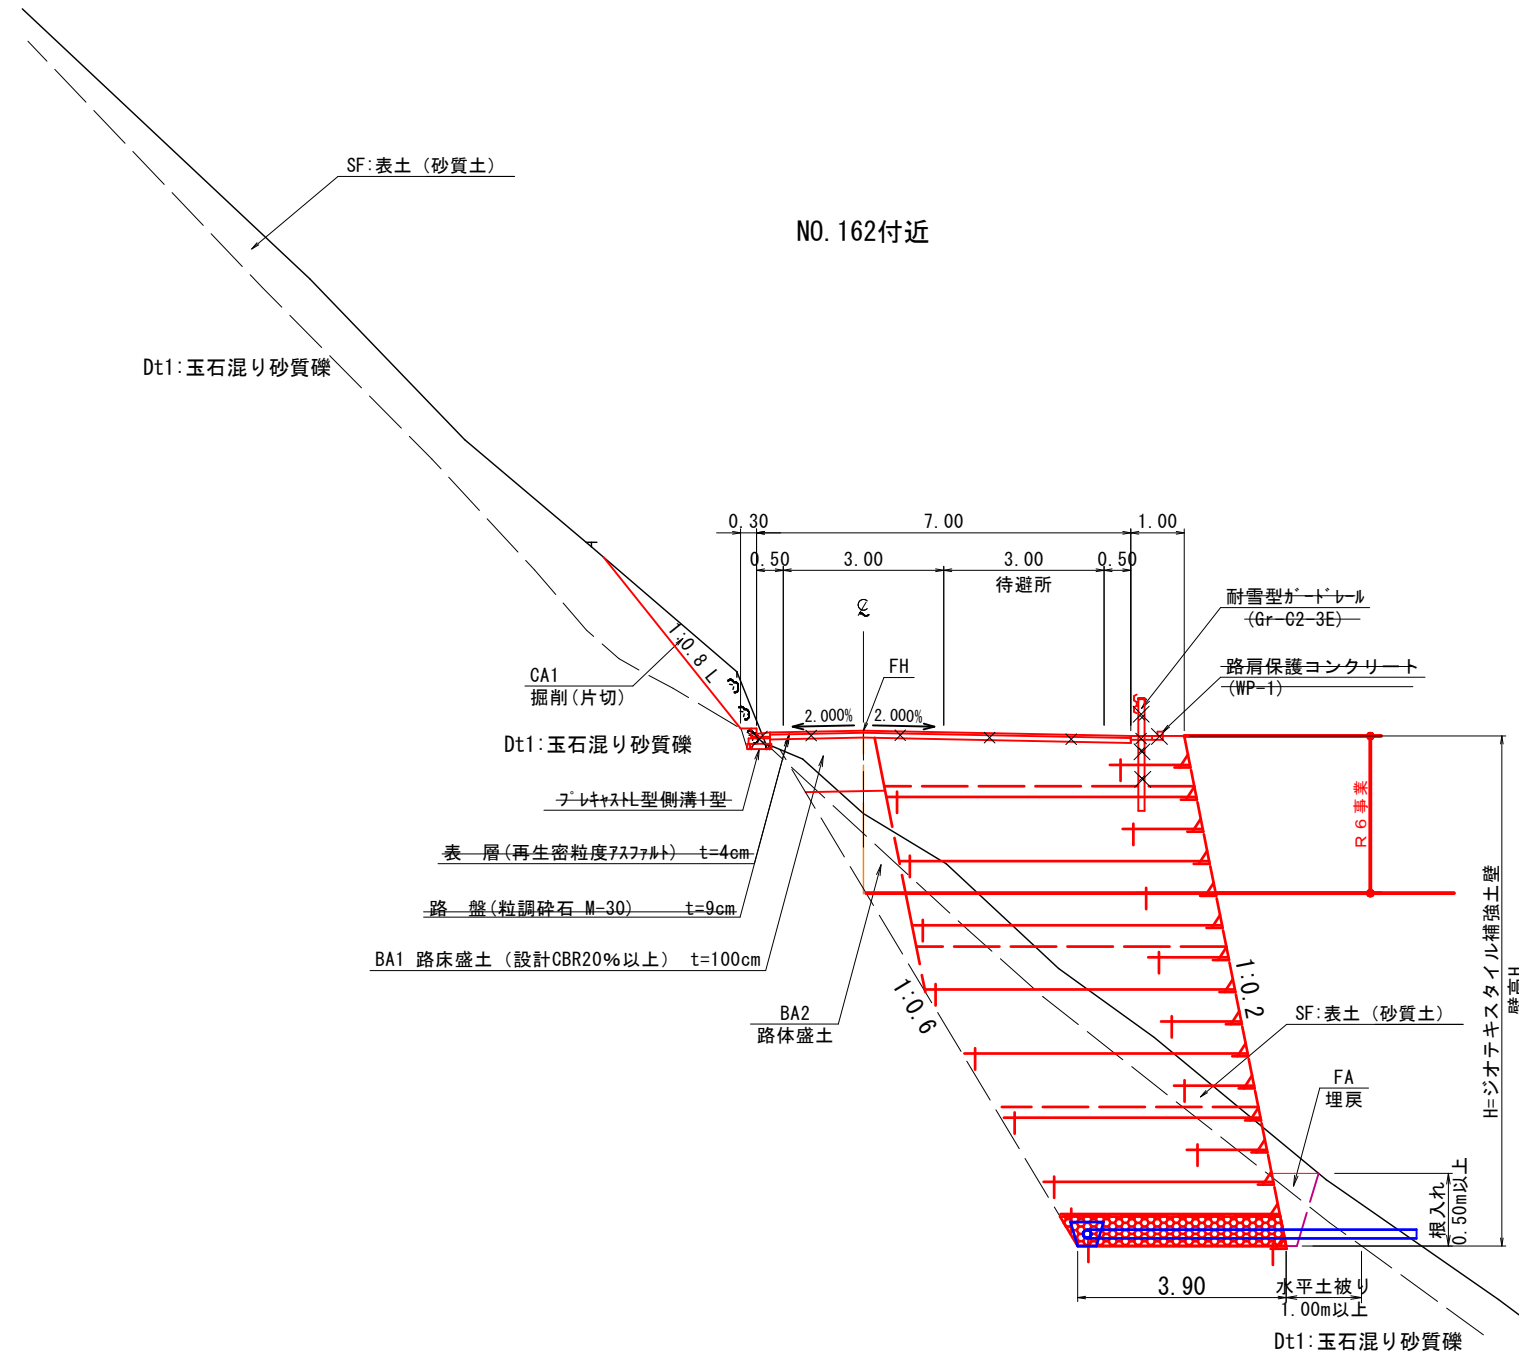 SF:表土（砂質土）
NO.162付近
Dt1:玉石混り砂質礫
0.30
7.00
1.00
0.50
3.00
3.00
0.50
待避所
耐雪型ｶﾞｰﾄﾞﾚｰﾙ
(Gr-C2-3E)
路肩保護コンクリート
(WP-1)
1:0.8
CA1
掘削(片切)
FH
2.000%
2.000%
Dt1:玉石混り砂質礫
ﾌﾟﾚｷｬｽﾄL型側溝1型
R6事業
表　層(再生密粒度ｱｽﾌｧﾙﾄ)　t=4cm
路　盤(粒調砕石 M-30)　t=9cm
BA1 路床盛土（設計CBR20%以上）　t=100cm
1:0.6
1:0.2
BA2
路体盛土
SF:表土（砂質土）
H=ジオテキスタイル補強土壁
壁高H
FA
埋戻
根入れ
0.50m以上
3.90
水平土被り
1.00m以上
Dt1:玉石混り砂質礫